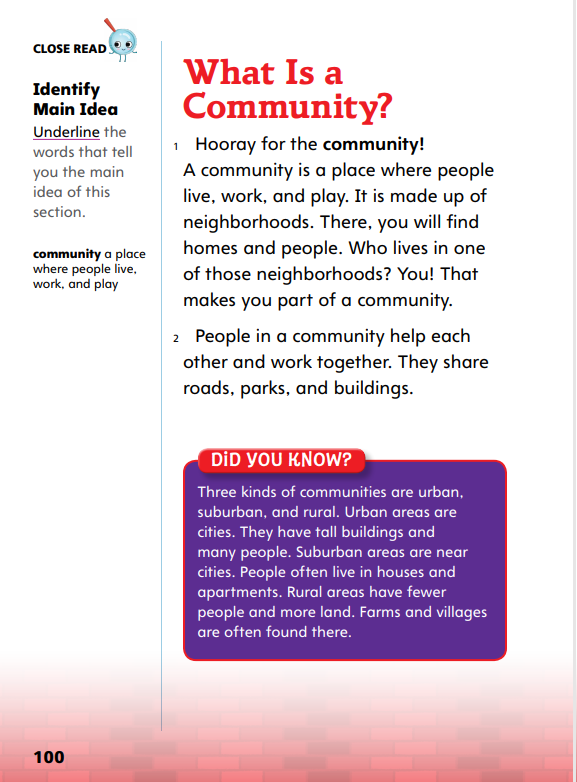 CLOSE READ
Identify
Main Idea
Underline the
words that tell
you the main
idea of this
section.
community a place
where people live,
work, and play
What Is a
Community?
1 Hooray for the community!
A community is a place where people
live, work, and play. It is made up of
neighborhoods. There, you will find
homes and people. Who lives in one
of those neighborhoods? You! That
makes you part of a community.
2 People in a community help each
other and work together. They share
roads, parks, and buildings.
DiD YOU KNOW?
Three kinds of communities are urban,
suburban, and rural. Urban areas are
cities. They have tall buildings and
many people. Suburban areas are near
cities. People often live in houses and
apartments. Rural areas have fewer
people and more land. Farms and villages
are often found there.
100